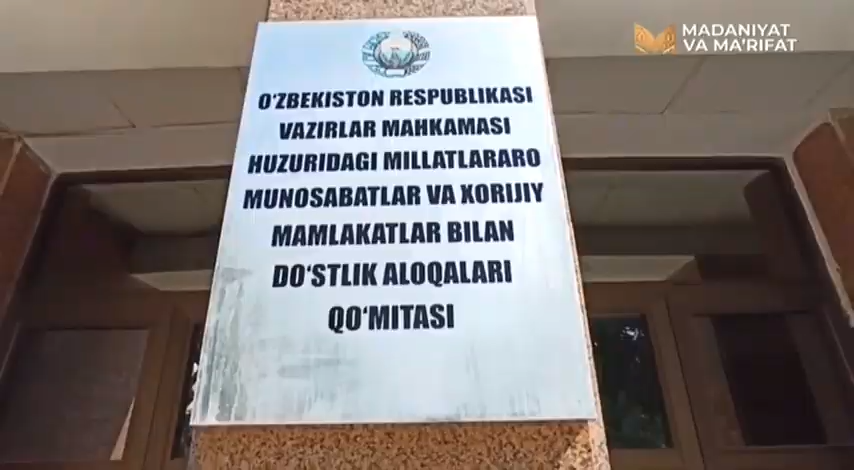 MADANIYAT
VA MA'RIFAT
O‘ZBEKISTON RESPUBLIKASI
VAZIRLAR MAHKAMASI
HUZURIDAGI MILLATLARARO
MUNOSABATLAR VA XORIJIY
MAMLAKATLAR BILAN
DO‘STLIK ALOQALARI
QO‘MITASI